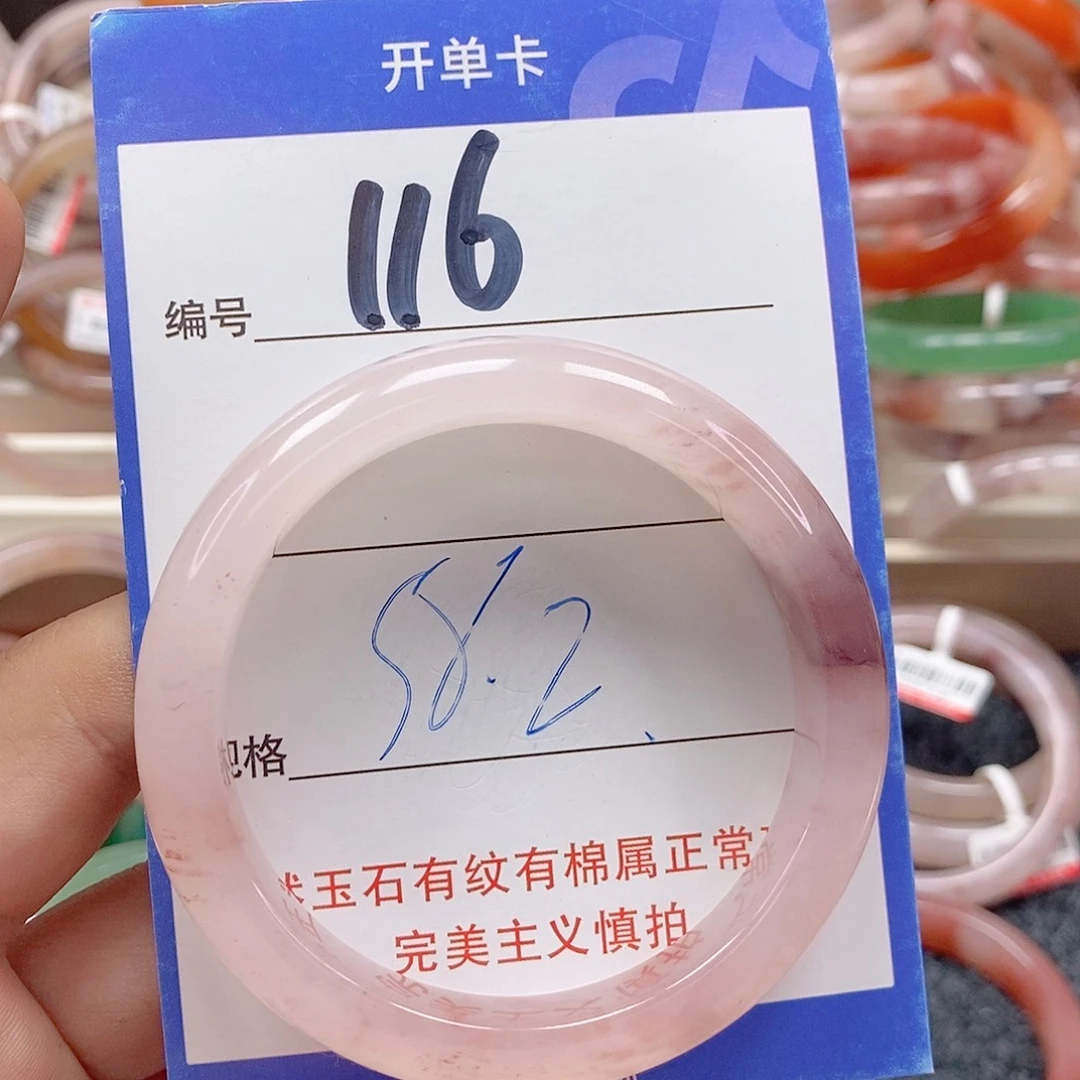 开单卡
编号 116
58.2
规格
然玉石有纹有棉属正常
完美主义慎拍